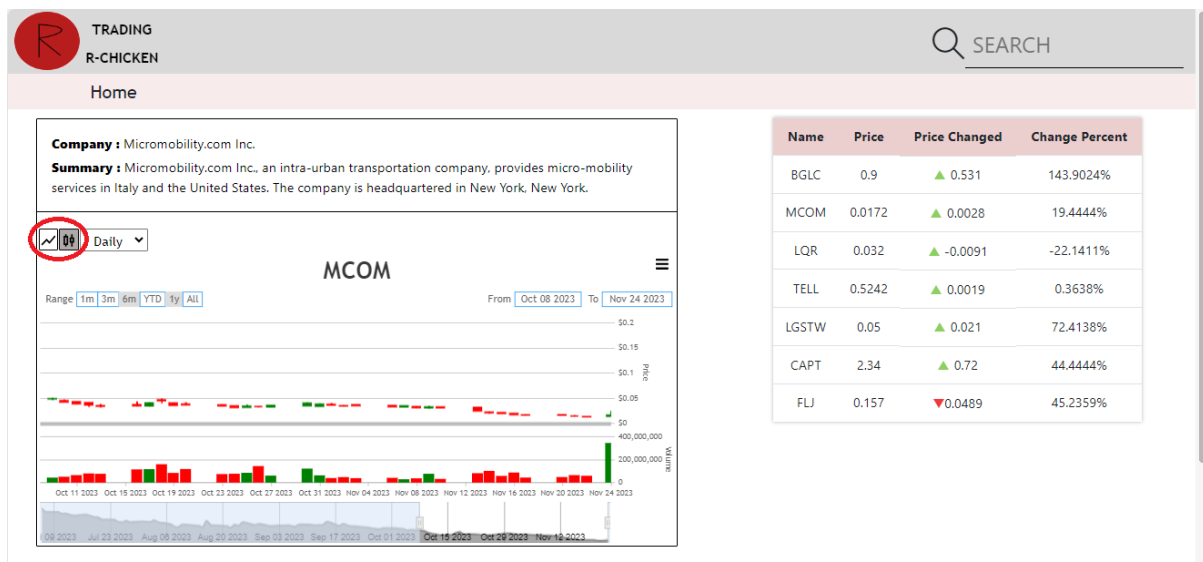 R
TRADING
R-CHICKEN
SEARCH
Home
Company : Micromobility.com Inc.
Summary : Micromobility.com Inc., an intra-urban transportation company, provides micro-mobility
services in Italy and the United States. The company is headquartered in New York, New York.
Daily
MCOM
Range 1m 3m 6m YTD 1y All From Oct 08 2023 To Nov 24 2023
$0.2
$0.15
$0.1
$0.05
$0
Price
400,000,000
200,000,000
0
Volume
Oct 11 2023 Oct 15 2023 Oct 19 2023 Oct 23 2023 Oct 27 2023 Oct 31 2023 Nov 04 2023 Nov 08 2023 Nov 12 2023 Nov 16 2023 Nov 20 2023 Nov 24 2023
09 2023 Jul 23 2023 Aug 06 2023 Aug 20 2023 Sep 03 2023 Sep 17 2023 Oct 01 2023 Oct 15 2023 Oct 29 2023 Nov 12 2023
Name Price Price Changed Change Percent
BGLC 0.9 ▲ 0.531 143.9024%
MCOM 0.0172 ▲ 0.0028 19.4444%
LQR 0.032 ▲ -0.0091 -22.1411%
TELL 0.5242 ▲ 0.0019 0.3638%
LGSTW 0.05 ▲ 0.021 72.4138%
CAPT 2.34 ▲ 0.72 44.4444%
FLJ 0.157 ▼0.0489 45.2359%